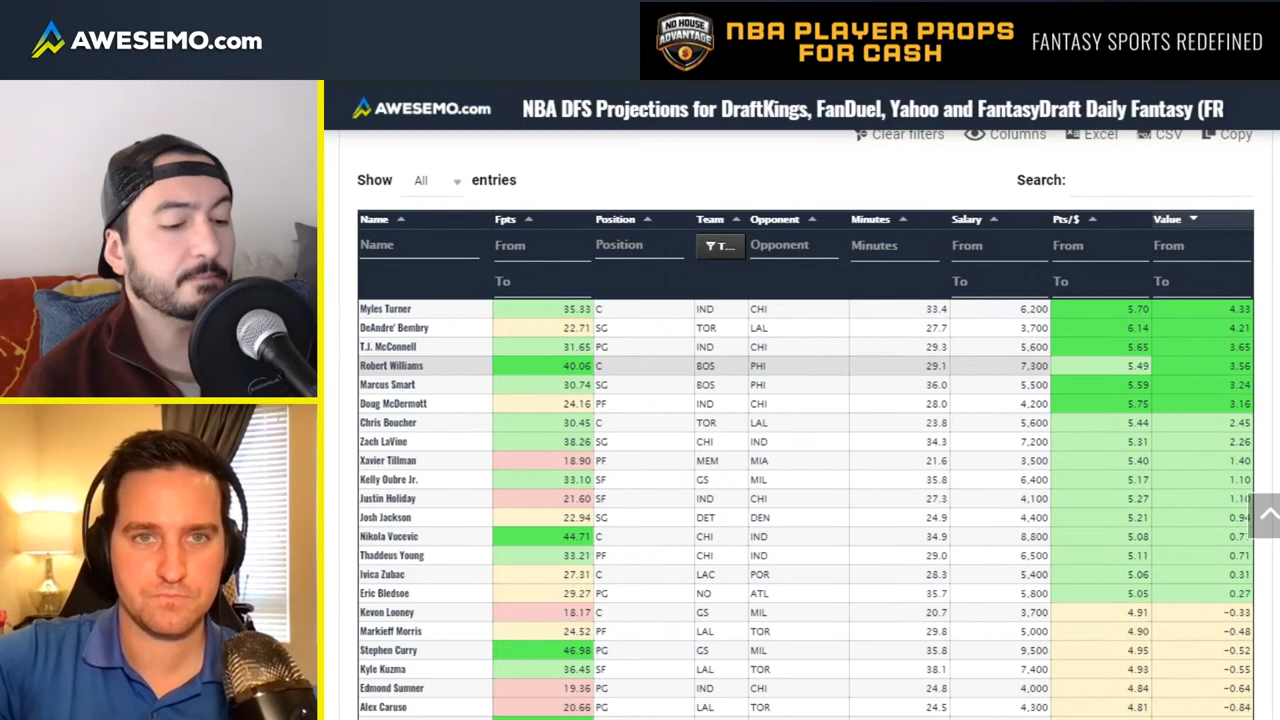 AWESEMO.com
NO HOUSE ADVANTAGE
NBA PLAYER PROPS FOR CASH
FANTASY SPORTS REDEFINED
AWESEMO.com
NBA DFS Projections for DraftKings, FanDuel, Yahoo and FantasyDraft Daily Fantasy (FR
Clear filters Columns Excel CSV Copy
Show All entries Search:
Name Fpts Position Team Opponent Minutes Salary Pts/$ Value
Name From Position T... Opponent Minutes From From From
To To To To
Myles Turner 35.33 C IND CHI 33.4 6,200 5.70 4.33
DeAndre' Bembry 22.71 SG TOR LAL 27.7 3,700 6.14 4.21
T.J. McConnell 31.65 PG IND CHI 29.3 5,600 5.65 3.65
Robert Williams 40.06 C BOS PHI 29.1 7,300 5.49 3.56
Marcus Smart 30.74 SG BOS PHI 36.0 5,500 5.59 3.24
Doug McDermott 24.16 PF IND CHI 28.0 4,200 5.75 3.16
Chris Boucher 30.45 C TOR LAL 23.8 5,600 5.44 2.45
Zach LaVine 38.26 SG CHI IND 34.3 7,200 5.31 2.26
Xavier Tillman 18.90 PF MEM MIA 21.6 3,500 5.40 1.40
Kelly Oubre Jr. 33.10 SF GS MIL 35.8 6,400 5.17 1.10
Justin Holiday 21.60 SF IND CHI 27.3 4,100 5.27 1.10
Josh Jackson 22.94 SG DET DEN 24.9 4,400 5.21 0.94
Nikola Vucevic 44.71 C CHI IND 34.9 8,800 5.08
Thaddeus Young 33.21 PF CHI IND 29.0 6,500 5.11 0.71
Ivica Zubac 27.31 C LAC POR 28.3 5,400 5.06 0.31
Eric Bledsoe 29.27 PG NO ATL 35.7 5,800 5.05 0.27
Kevon Looney 18.17 C GS MIL 20.7 3,700 4.91 -0.33
Markieff Morris 24.52 PF LAL TOR 29.8 5,000 4.90 -0.48
Stephen Curry 46.98 PG GS MIL 35.8 9,500 4.95 -0.52
Kyle Kuzma 36.45 SF LAL TOR 38.1 7,400 4.93 -0.55
Edmond Sumner 19.36 PG IND CHI 24.8 4,000 4.84 -0.64
Alex Caruso 20.66 PG LAL TOR 24.5 4,300 4.81 -0.84